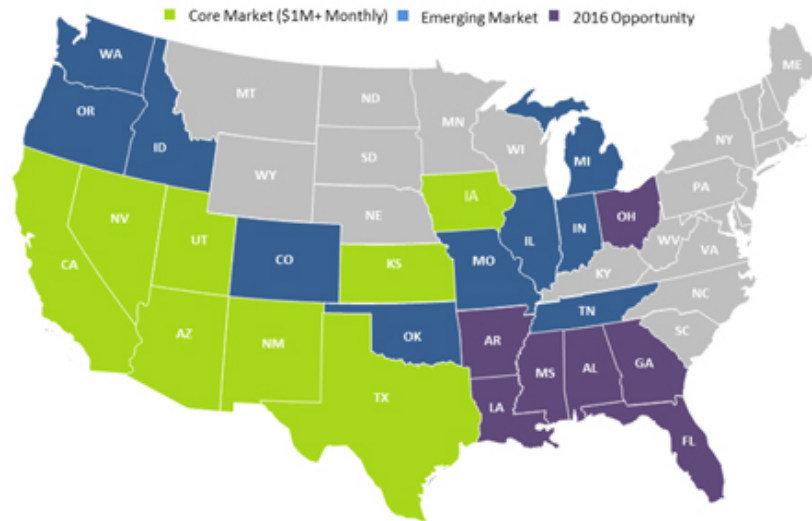 Core Market ($1M+ Monthly) Emerging Market 2016 Opportunity
WA
ME
MT
ND
OR
MN
ID
NY
WI
SD
MI
WY
IA
PA
NE
OH
NV
IN
UT
IL
CO
WV
VA
CA
KS
MO
KY
NC
TN
AZ
OK
NM
AR
SC
MS
AL
GA
TX
LA
FL